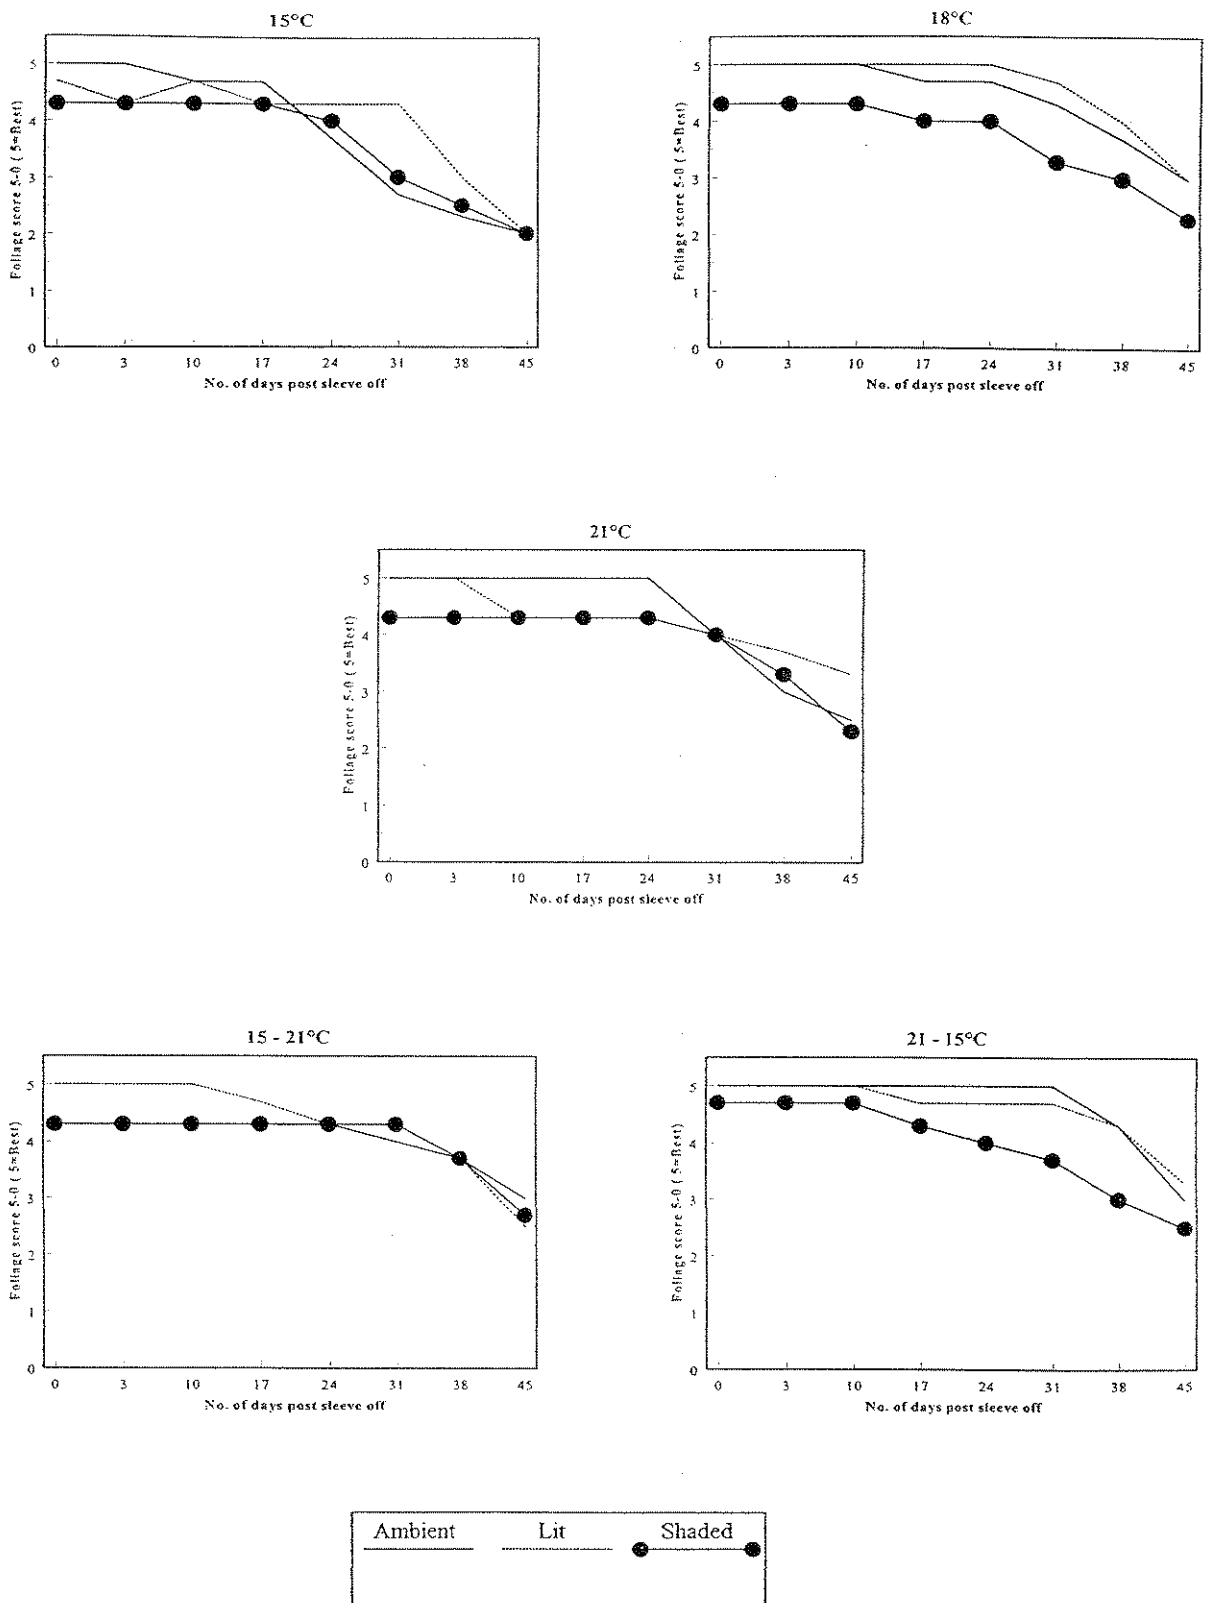 15°C
Foliage score 5-0 ( 5=Best)
5
4
3
2
1
0
0 3 10 17 24 31 38 45
No. of days post sleeve off
18°C
Foliage score 5-0 ( 5=Best)
5
4
3
2
1
0
0 3 10 17 24 31 38 45
No. of days post sleeve off
21°C
Foliage score 5-0 ( 5=Best)
5
4
3
2
1
0
0 3 10 17 24 31 38 45
No. of days post sleeve off
15 - 21°C
Foliage score 5-0 ( 5=Best)
5
4
3
2
1
0
0 3 10 17 24 31 38 45
No. of days post sleeve off
21 - 15°C
Foliage score 5-0 ( 5=Best)
5
4
3
2
1
0
0 3 10 17 24 31 38 45
No. of days post sleeve off
Ambient Lit Shaded